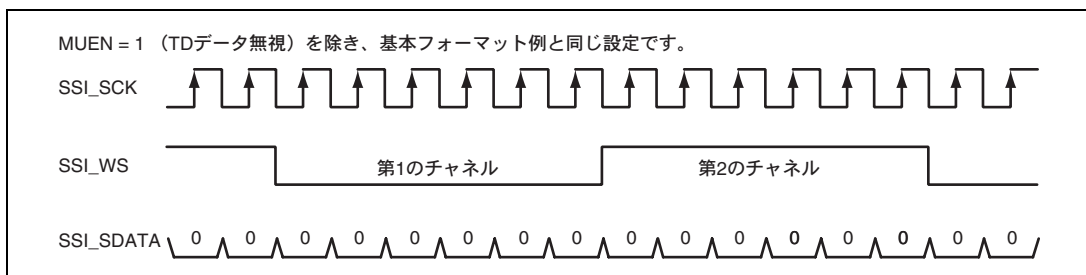 MUEN = 1 （TDデータ無視）を除き、基本フォーマット例と同じ設定です。
SSI_SCK
SSI_WS 第1のチャネル 第2のチャネル
SSI_SDATA 0 0 0 0 0 0 0 0 0 0 0 0 0 0 0 0